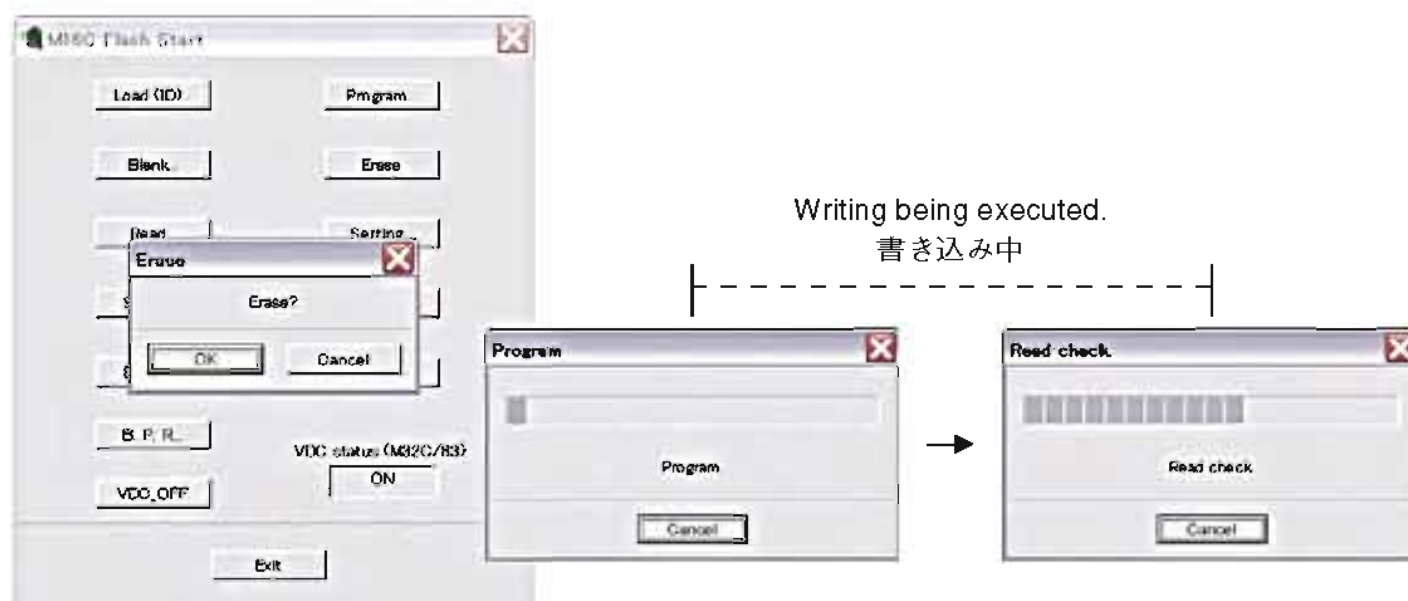 M16C Flash Start
Load (ID)...
Program...
Blank...
Erase
Read...
Setting...
Erase
Erase?
OK
Cancel
B. P. R...
VDC_OFF
VDC status (M32C/83)
ON
Exit
Writing being executed.
書き込み中
Program
Program
Cancel
Read check
Read check
Cancel